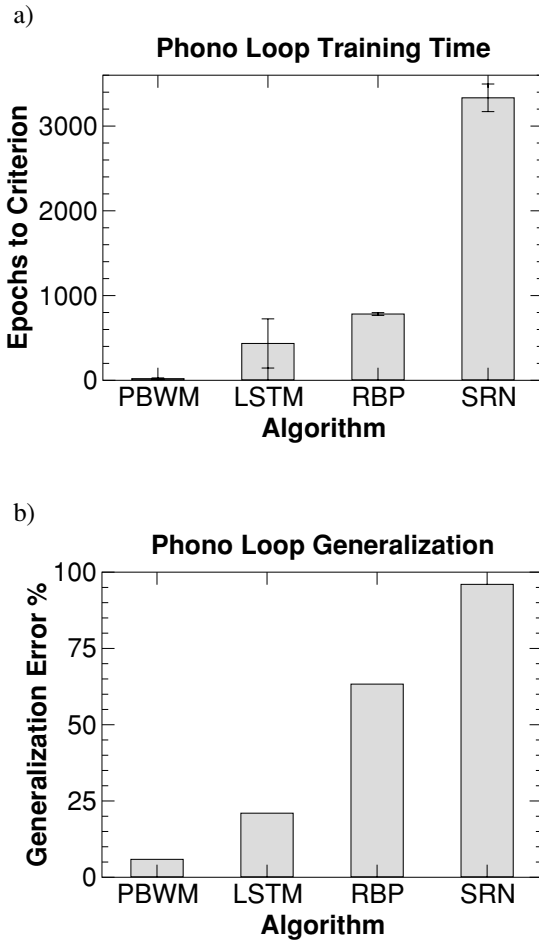 a)
Phono Loop Training Time
Epochs to Criterion
3000
2000
1000
0
PBWM LSTM RBP SRN
Algorithm
b)
Phono Loop Generalization
Generalization Error %
100
75
50
25
0
PBWM LSTM RBP SRN
Algorithm